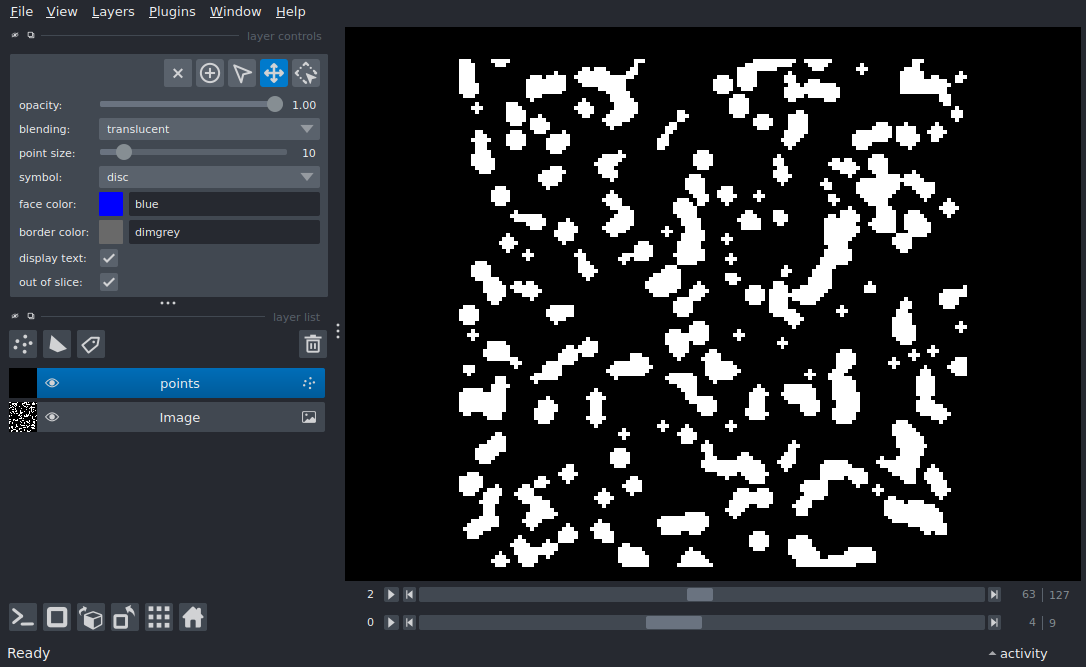 File View Layers Plugins Window Help
layer controls
opacity: 1.00
blending: translucent
point size: 10
symbol: disc
face color: blue
border color: dimgrey
display text:
out of slice:
layer list
points
Image
2 63 127
0 4 9
Ready activity